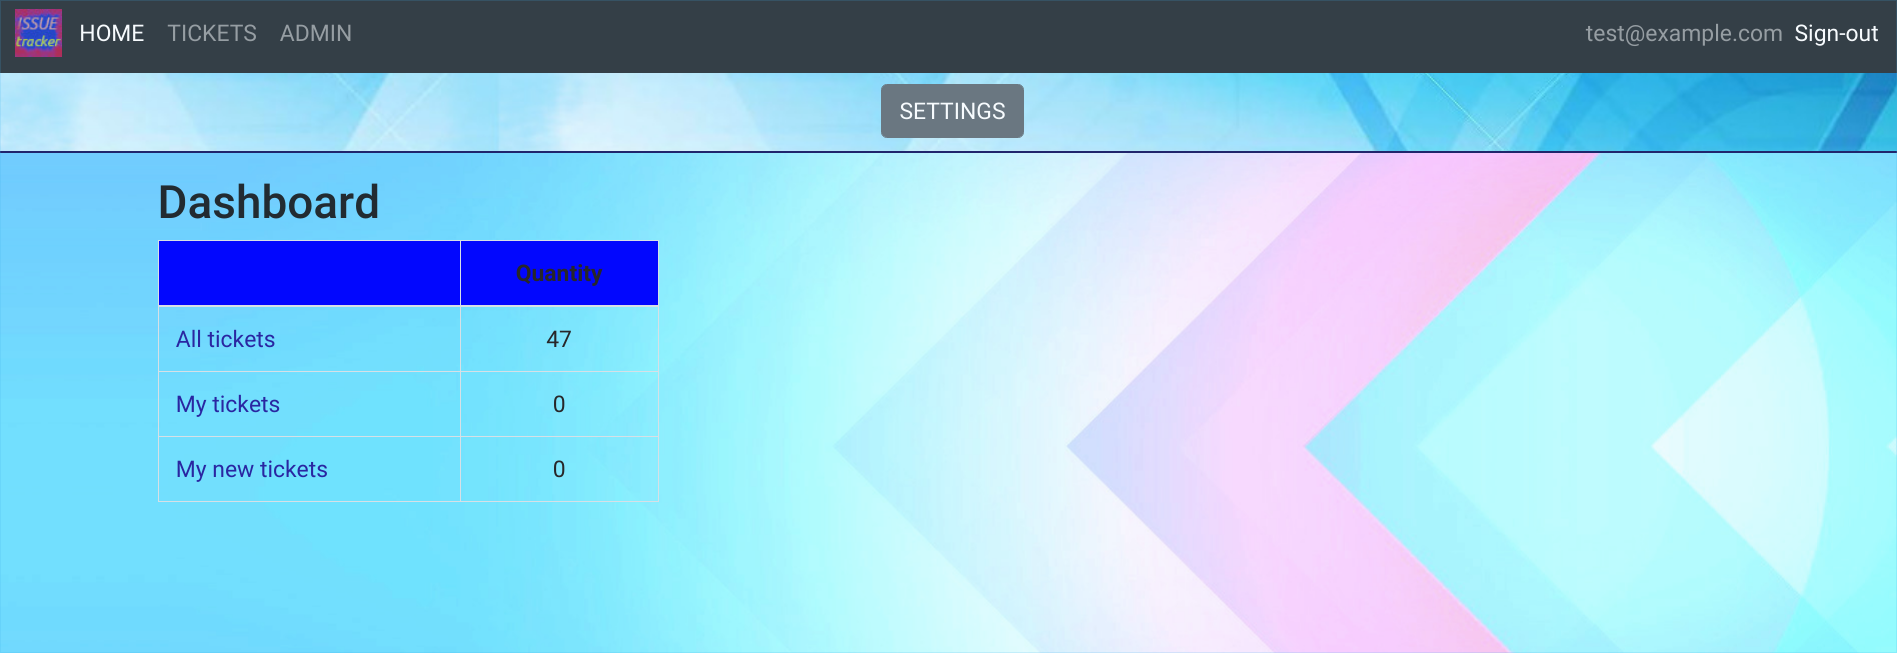 ISSUE
tracker
HOME TICKETS ADMIN
test@example.com Sign-out
SETTINGS
Dashboard
Quantity
All tickets 47
My tickets 0
My new tickets 0